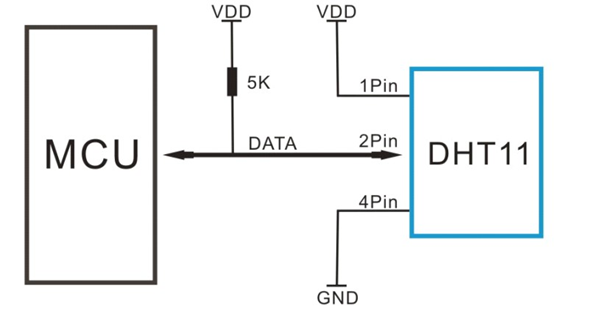 VDD
VDD
5K
1Pin
MCU
DATA
2Pin
DHT11
4Pin
GND